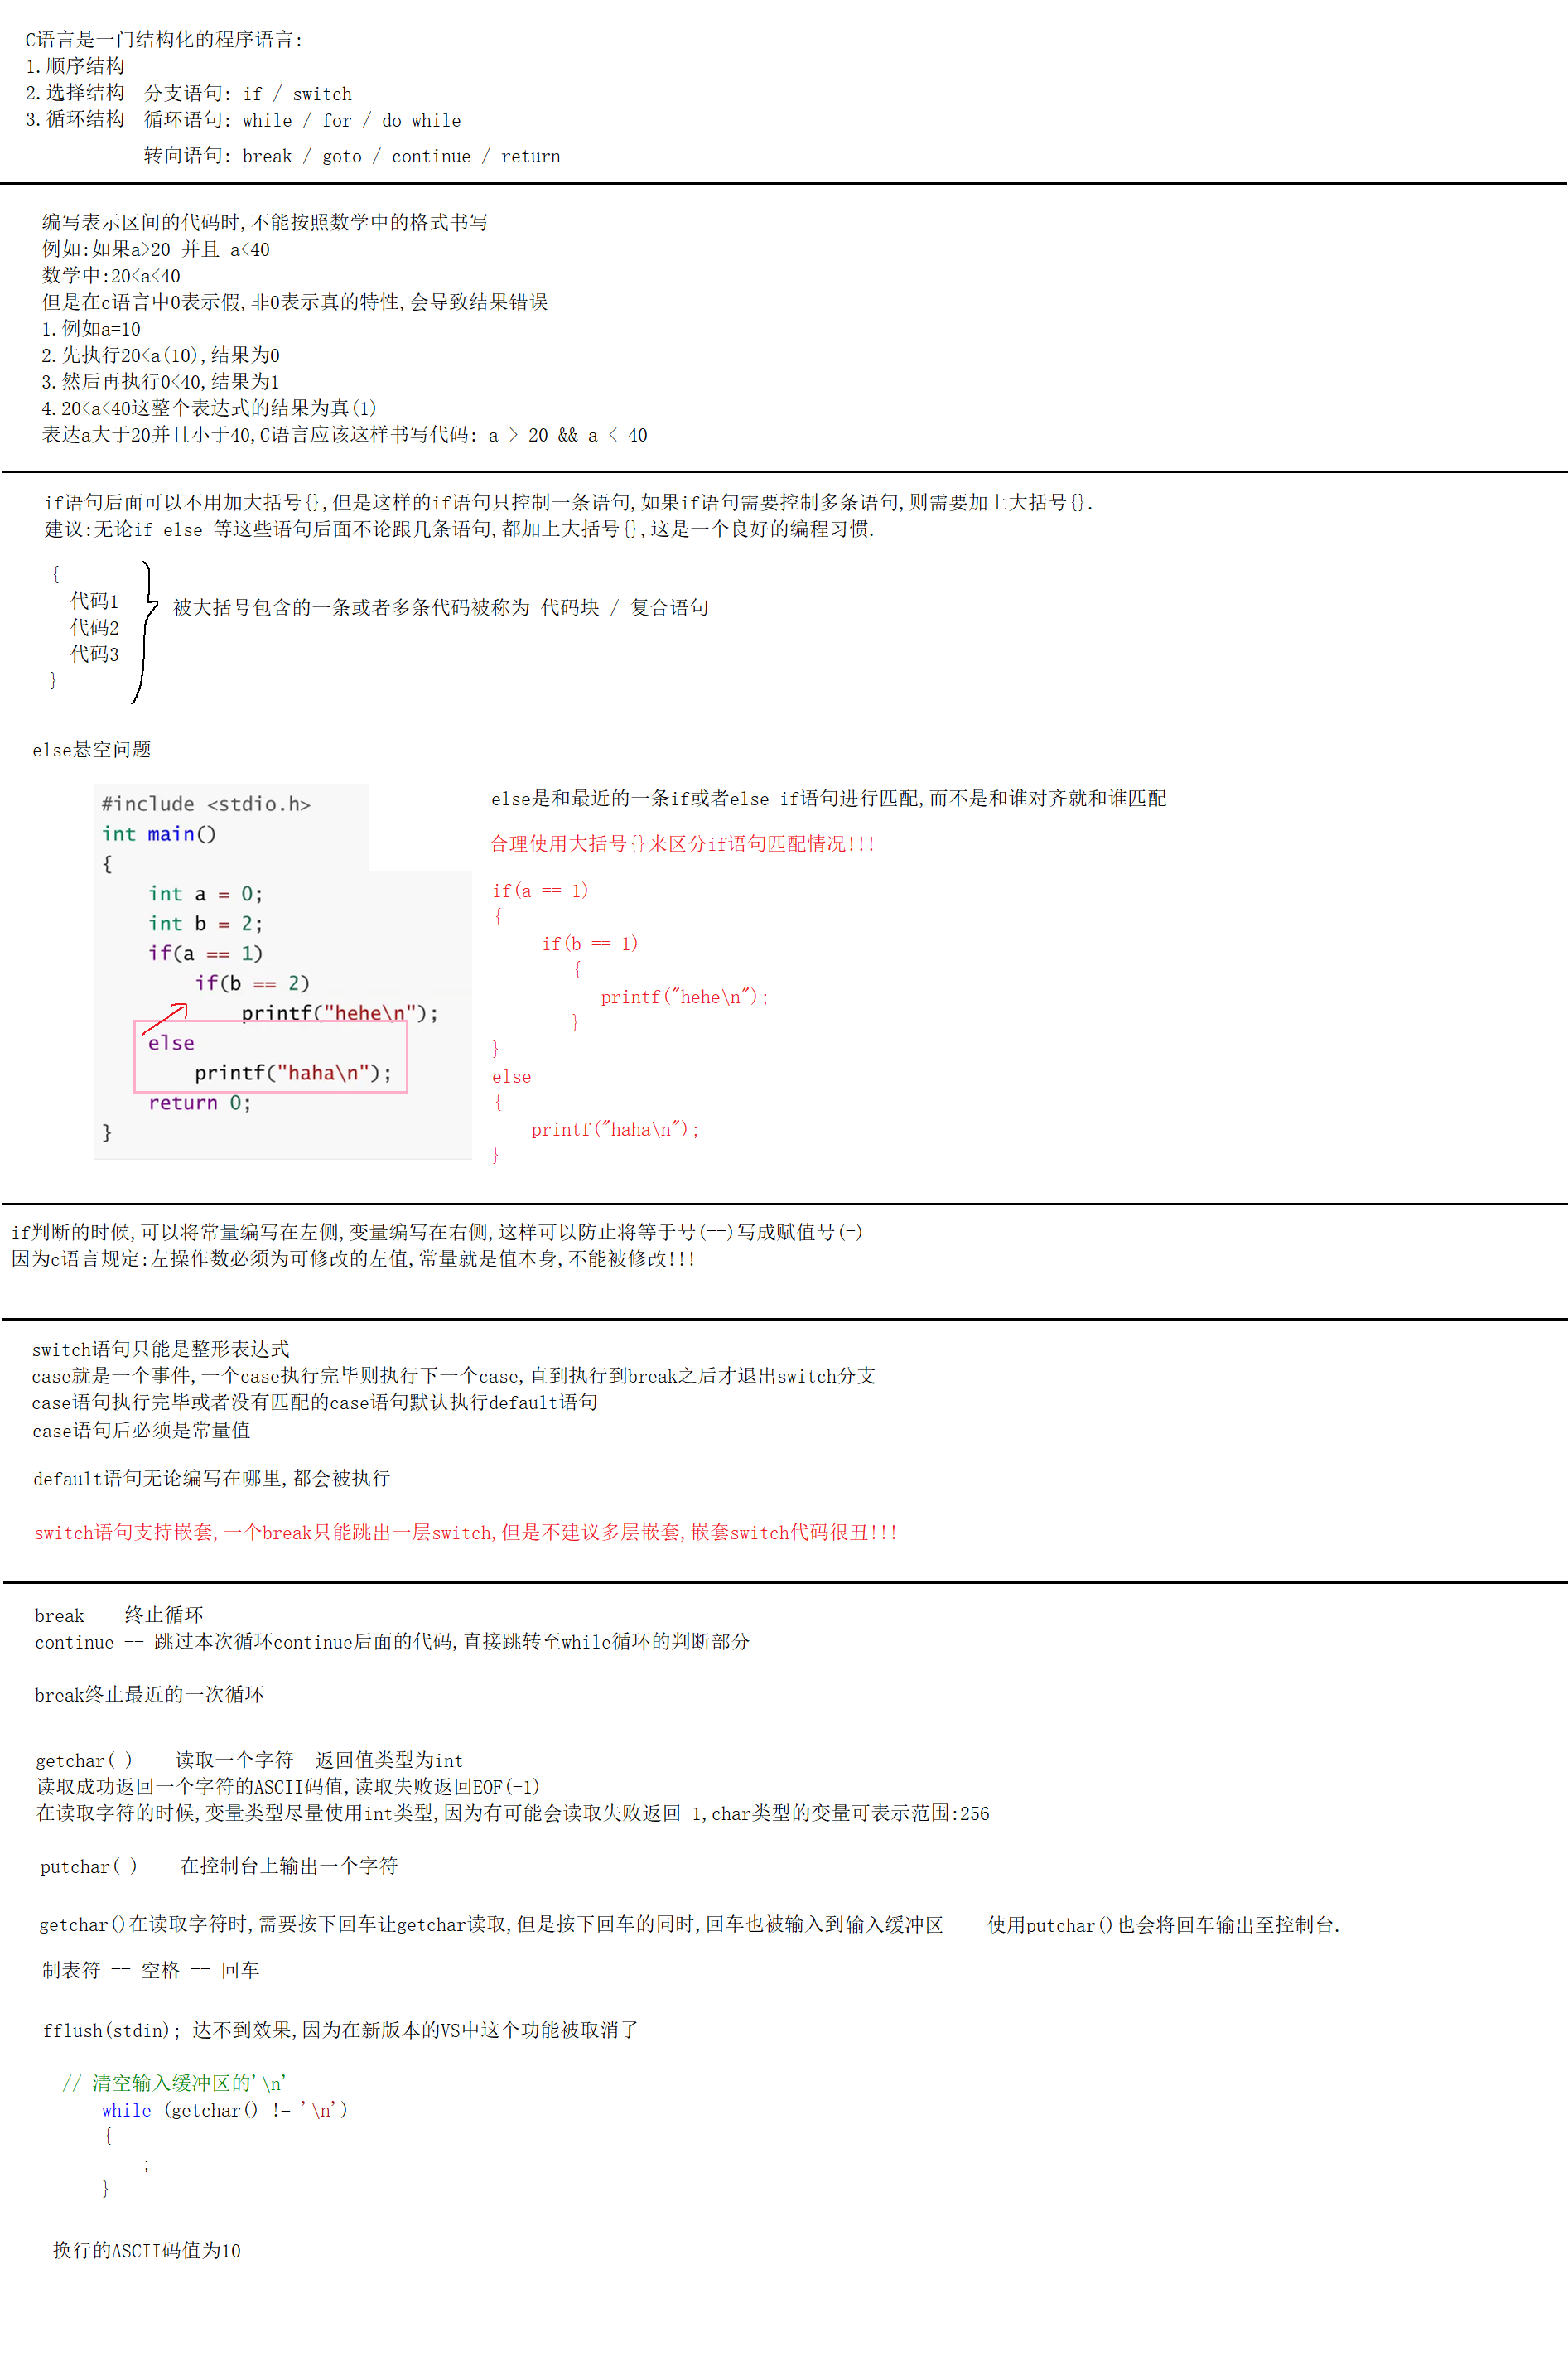 C语言是一门结构化的程序语言:
1.顺序结构
2.选择结构 分支语句: if / switch
3.循环结构 循环语句: while / for / do while
转向语句: break / goto / continue / return
编写表示区间的代码时,不能按照数学中的格式书写
例如:如果a>20 并且 a<40
数学中:20<a<40
但是在c语言中0表示假,非0表示真的特性,会导致结果错误
1.例如a=10
2.先执行20<a(10),结果为0
3.然后再执行0<40,结果为1
4.20<a<40这整个表达式的结果为真(1)
表达a大于20并且小于40,C语言应该这样书写代码: a > 20 && a < 40
if语句后面可以不用加大括号{},但是这样的if语句只控制一条语句,如果if语句需要控制多条语句,则需要加上大括号{}.
建议:无论if else 等这些语句后面不论跟几条语句,都加上大括号{},这是一个良好的编程习惯.
{
代码1
代码2
代码3
}
被大括号包含的一条或者多条代码被称为 代码块 / 复合语句
else悬空问题
#include <stdio.h>
int main()
{
int a = 0;
int b = 2;
if(a == 1)
if(b == 2)
printf("hehe\n");
else
printf("haha\n");
return 0;
}
else是和最近的一条if或者else if语句进行匹配,而不是和谁对齐就和谁匹配
合理使用大括号{}来区分if语句匹配情况!!!
if(a == 1)
{
if(b == 1)
{
printf("hehe\n");
}
}
else
{
printf("haha\n");
}
if判断的时候,可以将常量编写在左侧,变量编写在右侧,这样可以防止将等于号(==)写成赋值号(=)
因为c语言规定:左操作数必须为可修改的左值,常量就是值本身,不能被修改!!!
switch语句只能是整形表达式
case就是一个事件,一个case执行完毕则执行下一个case,直到执行到break之后才退出switch分支
case语句执行完毕或者没有匹配的case语句默认执行default语句
case语句后必须是常量值
default语句无论编写在哪里,都会被执行
switch语句支持嵌套,一个break只能跳出一层switch,但是不建议多层嵌套,嵌套switch代码很丑!!!
break -- 终止循环
continue -- 跳过本次循环continue后面的代码,直接跳转至while循环的判断部分
break终止最近的一次循环
getchar( ) -- 读取一个字符 返回值类型为int
读取成功返回一个字符的ASCII码值,读取失败返回EOF(-1)
在读取字符的时候,变量类型尽量使用int类型,因为有可能会读取失败返回-1,char类型的变量可表示范围:256
putchar( ) -- 在控制台上输出一个字符
getchar()在读取字符时,需要按下回车让getchar读取,但是按下回车的同时,回车也被输入到输入缓冲区 使用putchar()也会将回车输出至控制台.
制表符 == 空格 == 回车
fflush(stdin); 达不到效果,因为在新版本的VS中这个功能被取消了
// 清空输入缓冲区的'\n'
while (getchar() != '\n')
{
;
}
换行的ASCII码值为10